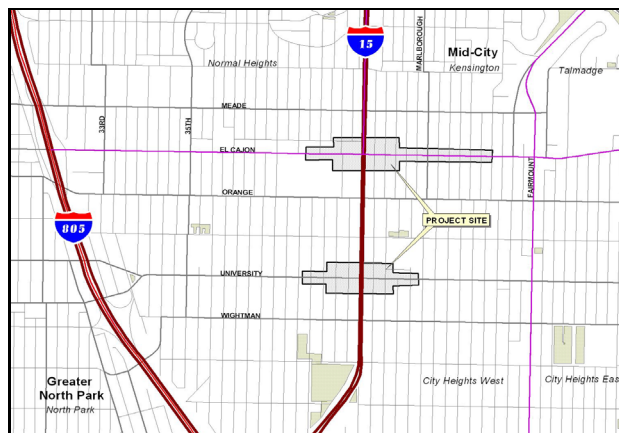 15
MARLBOROUGH
Mid-City
Kensington
Normal Heights
Talmadge
MEADE
33RD
35TH
EL CAJON
FAIRMOUNT
ORANGE
PROJECT SITE
805
UNIVERSITY
WIGHTMAN
Greater
North Park
North Park
City Heights West
City Heights Eas